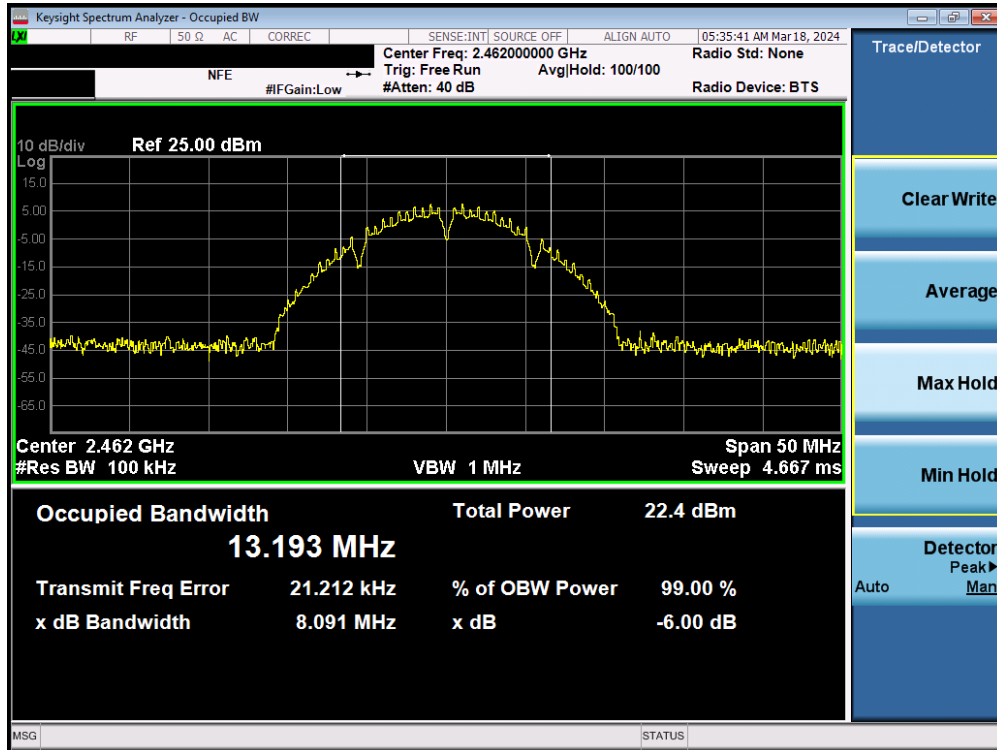 Keysight Spectrum Analyzer - Occupied BW
LXI RF 50 Ω AC CORREC SENSE:INT SOURCE OFF ALIGN AUTO 05:35:41 AM Mar 18, 2024
Center Freq: 2.462000000 GHz Radio Std: None
NFE Trig: Free Run Avg|Hold: 100/100
#IFGain:Low #Atten: 40 dB Radio Device: BTS
Trace/Detector
10 dB/div Ref 25.00 dBm
Log
15.0
5.00
-5.00
-15.0
-25.0
-35.0
-45.0
-55.0
-65.0
Center 2.462 GHz Span 50 MHz
#Res BW 100 kHz VBW 1 MHz Sweep 4.667 ms
Occupied Bandwidth Total Power 22.4 dBm
13.193 MHz
Transmit Freq Error 21.212 kHz % of OBW Power 99.00 %
x dB Bandwidth 8.091 MHz x dB -6.00 dB
Clear Write
Average
Max Hold
Min Hold
Detector
Peak▶
Auto Man
MSG STATUS